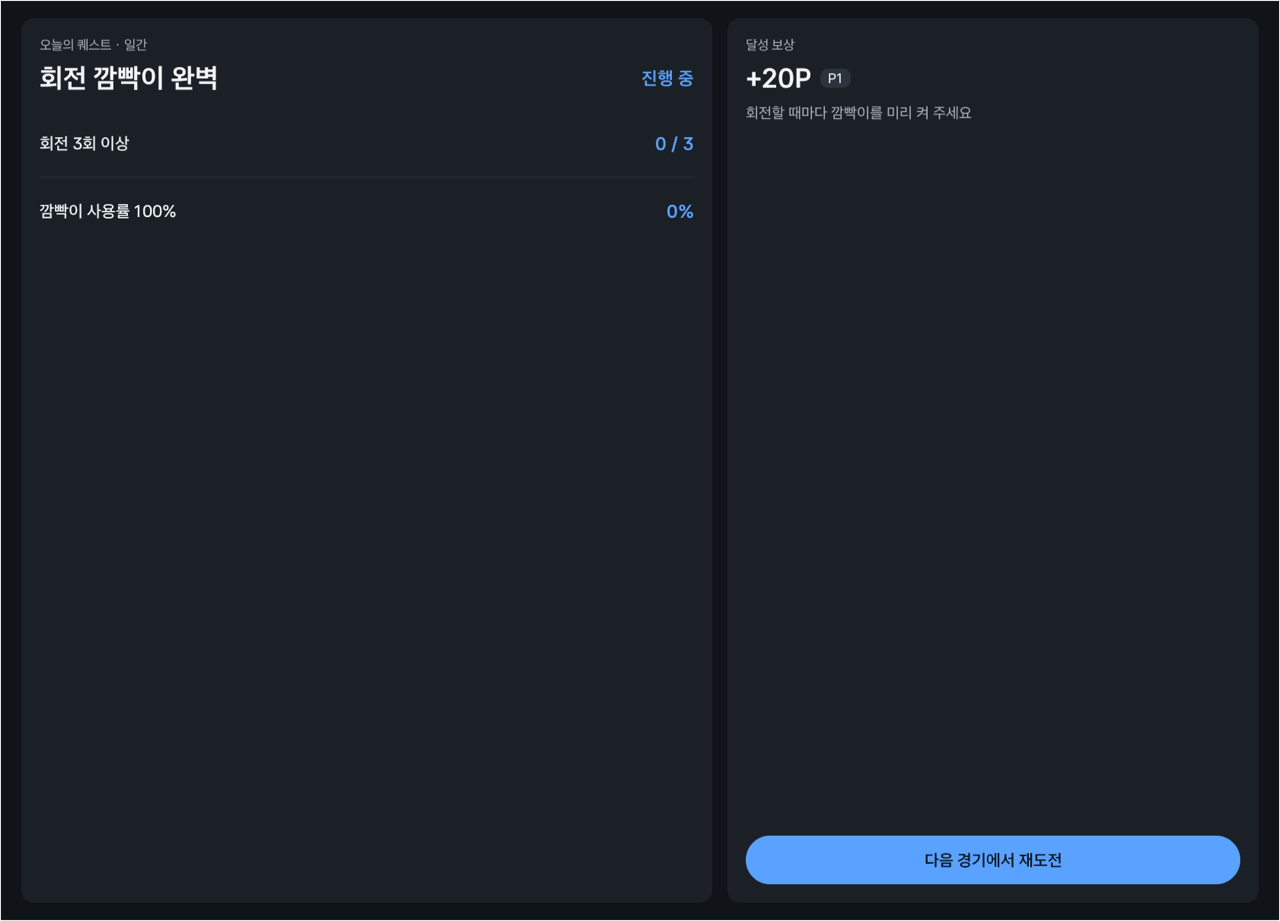 오늘의 퀘스트 · 일간
회전 깜빡이 완벽
진행 중
회전 3회 이상
0 / 3
깜빡이 사용률 100%
0%
달성 보상
+20P P1
회전할 때마다 깜빡이를 미리 켜 주세요
다음 경기에서 재도전